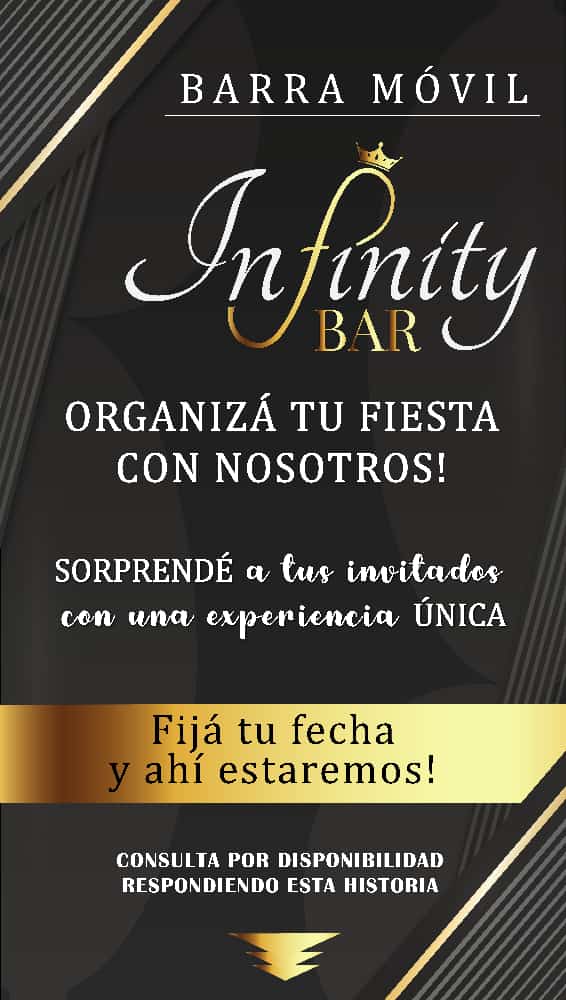 BARRA MÓVIL
Infinity
BAR
ORGANIZÁ TU FIESTA
CON NOSOTROS!
SORPRENDÉ a tus invitados
con una experiencia ÚNICA
Fijá tu fecha
y ahí estaremos!
CONSULTA POR DISPONIBILIDAD
RESPONDIENDO ESTA HISTORIA